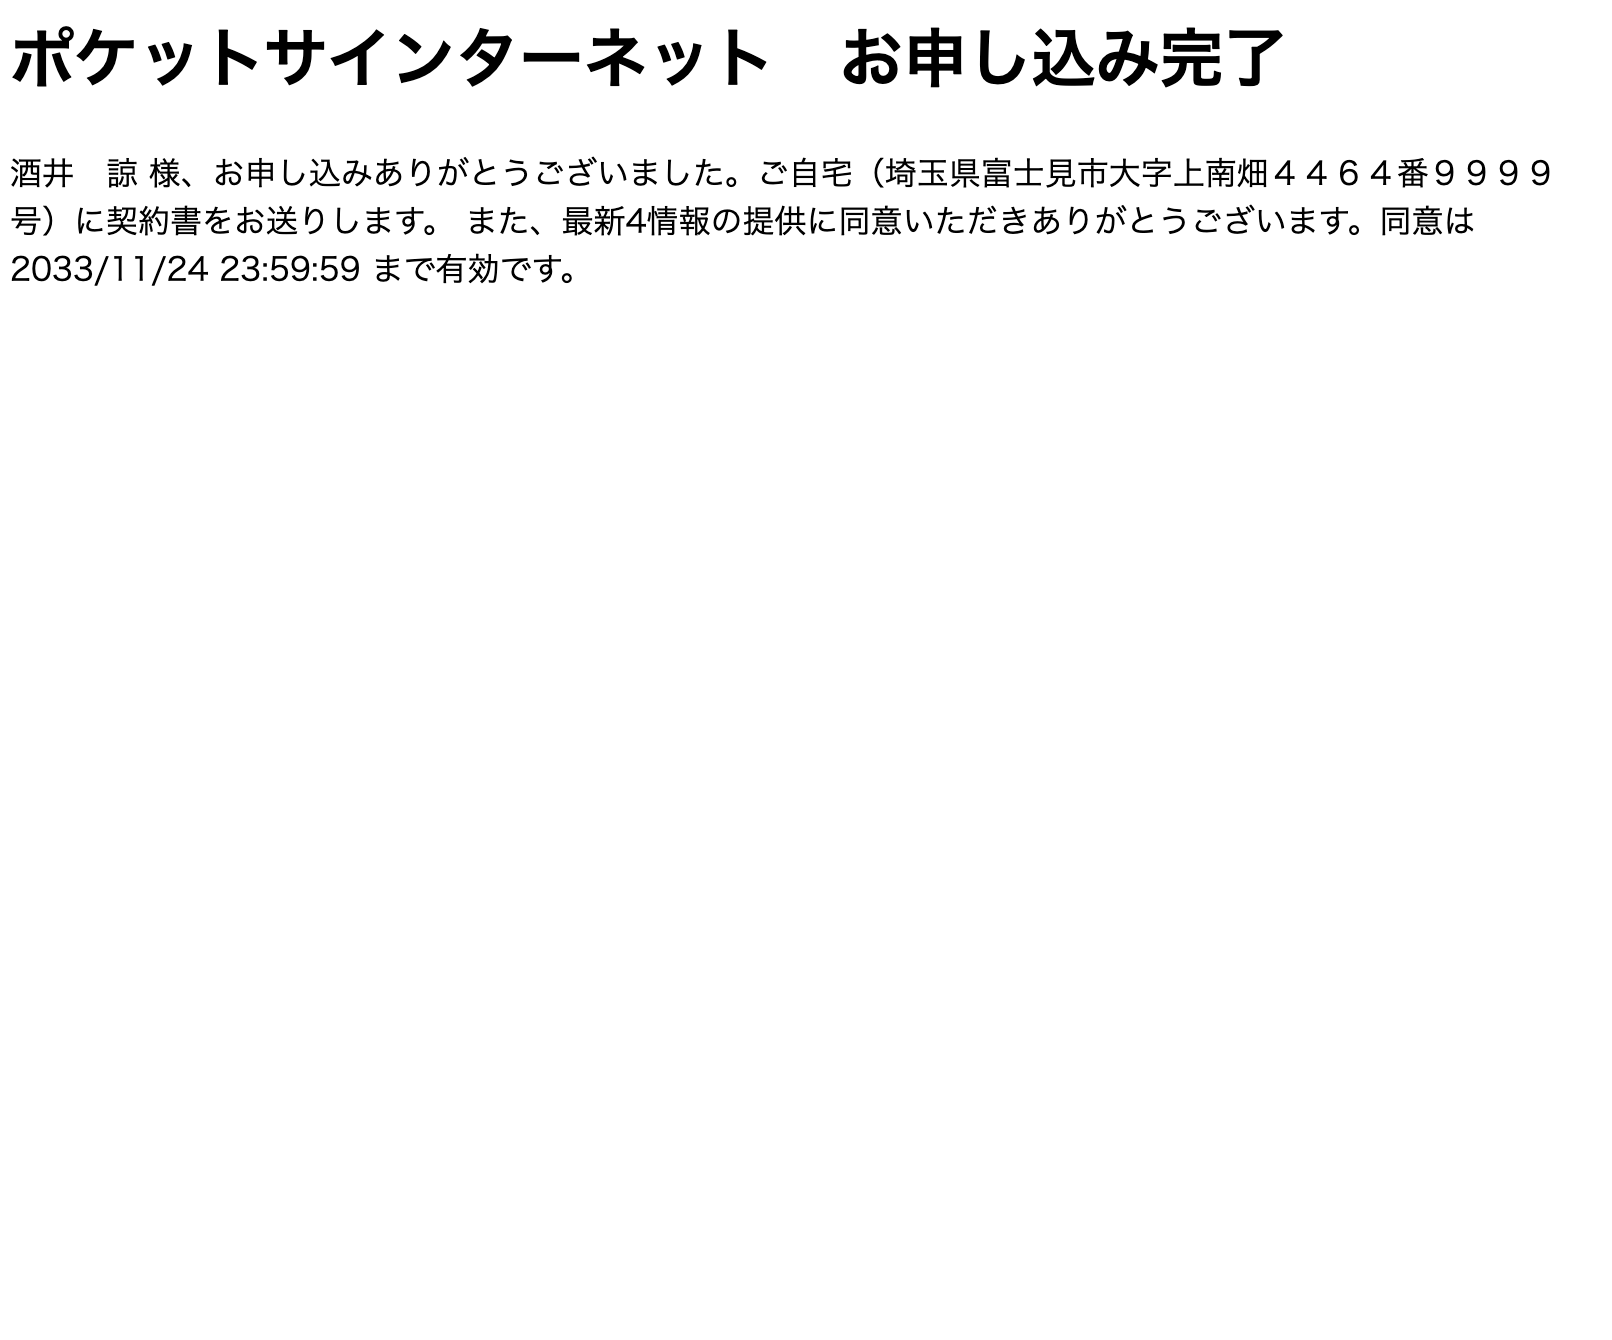 ポケットサインターネット　お申し込み完了
酒井　諒 様、お申し込みありがとうございました。ご自宅（埼玉県富士見市大字上南畑４４６４番９９９９
号）に契約書をお送りします。 また、最新4情報の提供に同意いただきありがとうございます。同意は
2033/11/24 23:59:59 まで有効です。